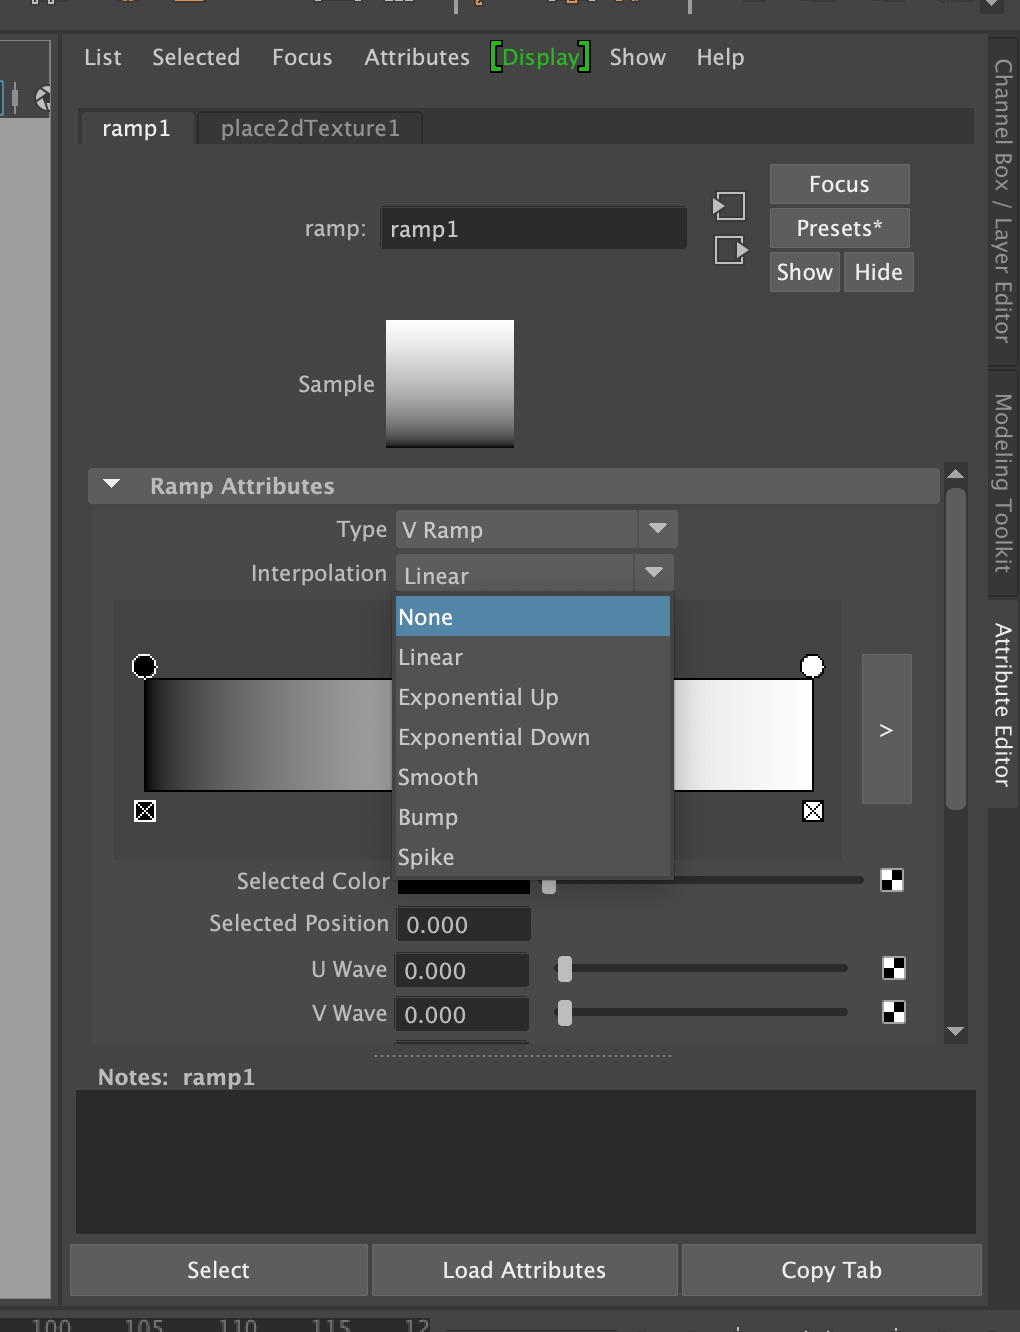 List Selected Focus Attributes [Display] Show Help
ramp1 place2dTexture1
ramp: ramp1
Focus
Presets*
Show Hide
Sample
Ramp Attributes
Type V Ramp
Interpolation Linear
None
Linear
Exponential Up
Exponential Down
Smooth
Bump
Spike
>
Selected Color
Selected Position 0.000
U Wave 0.000
V Wave 0.000
Notes: ramp1
Select Load Attributes Copy Tab
Channel Box / Layer Editor
Modeling Toolkit
Attribute Editor
100 105 110 115